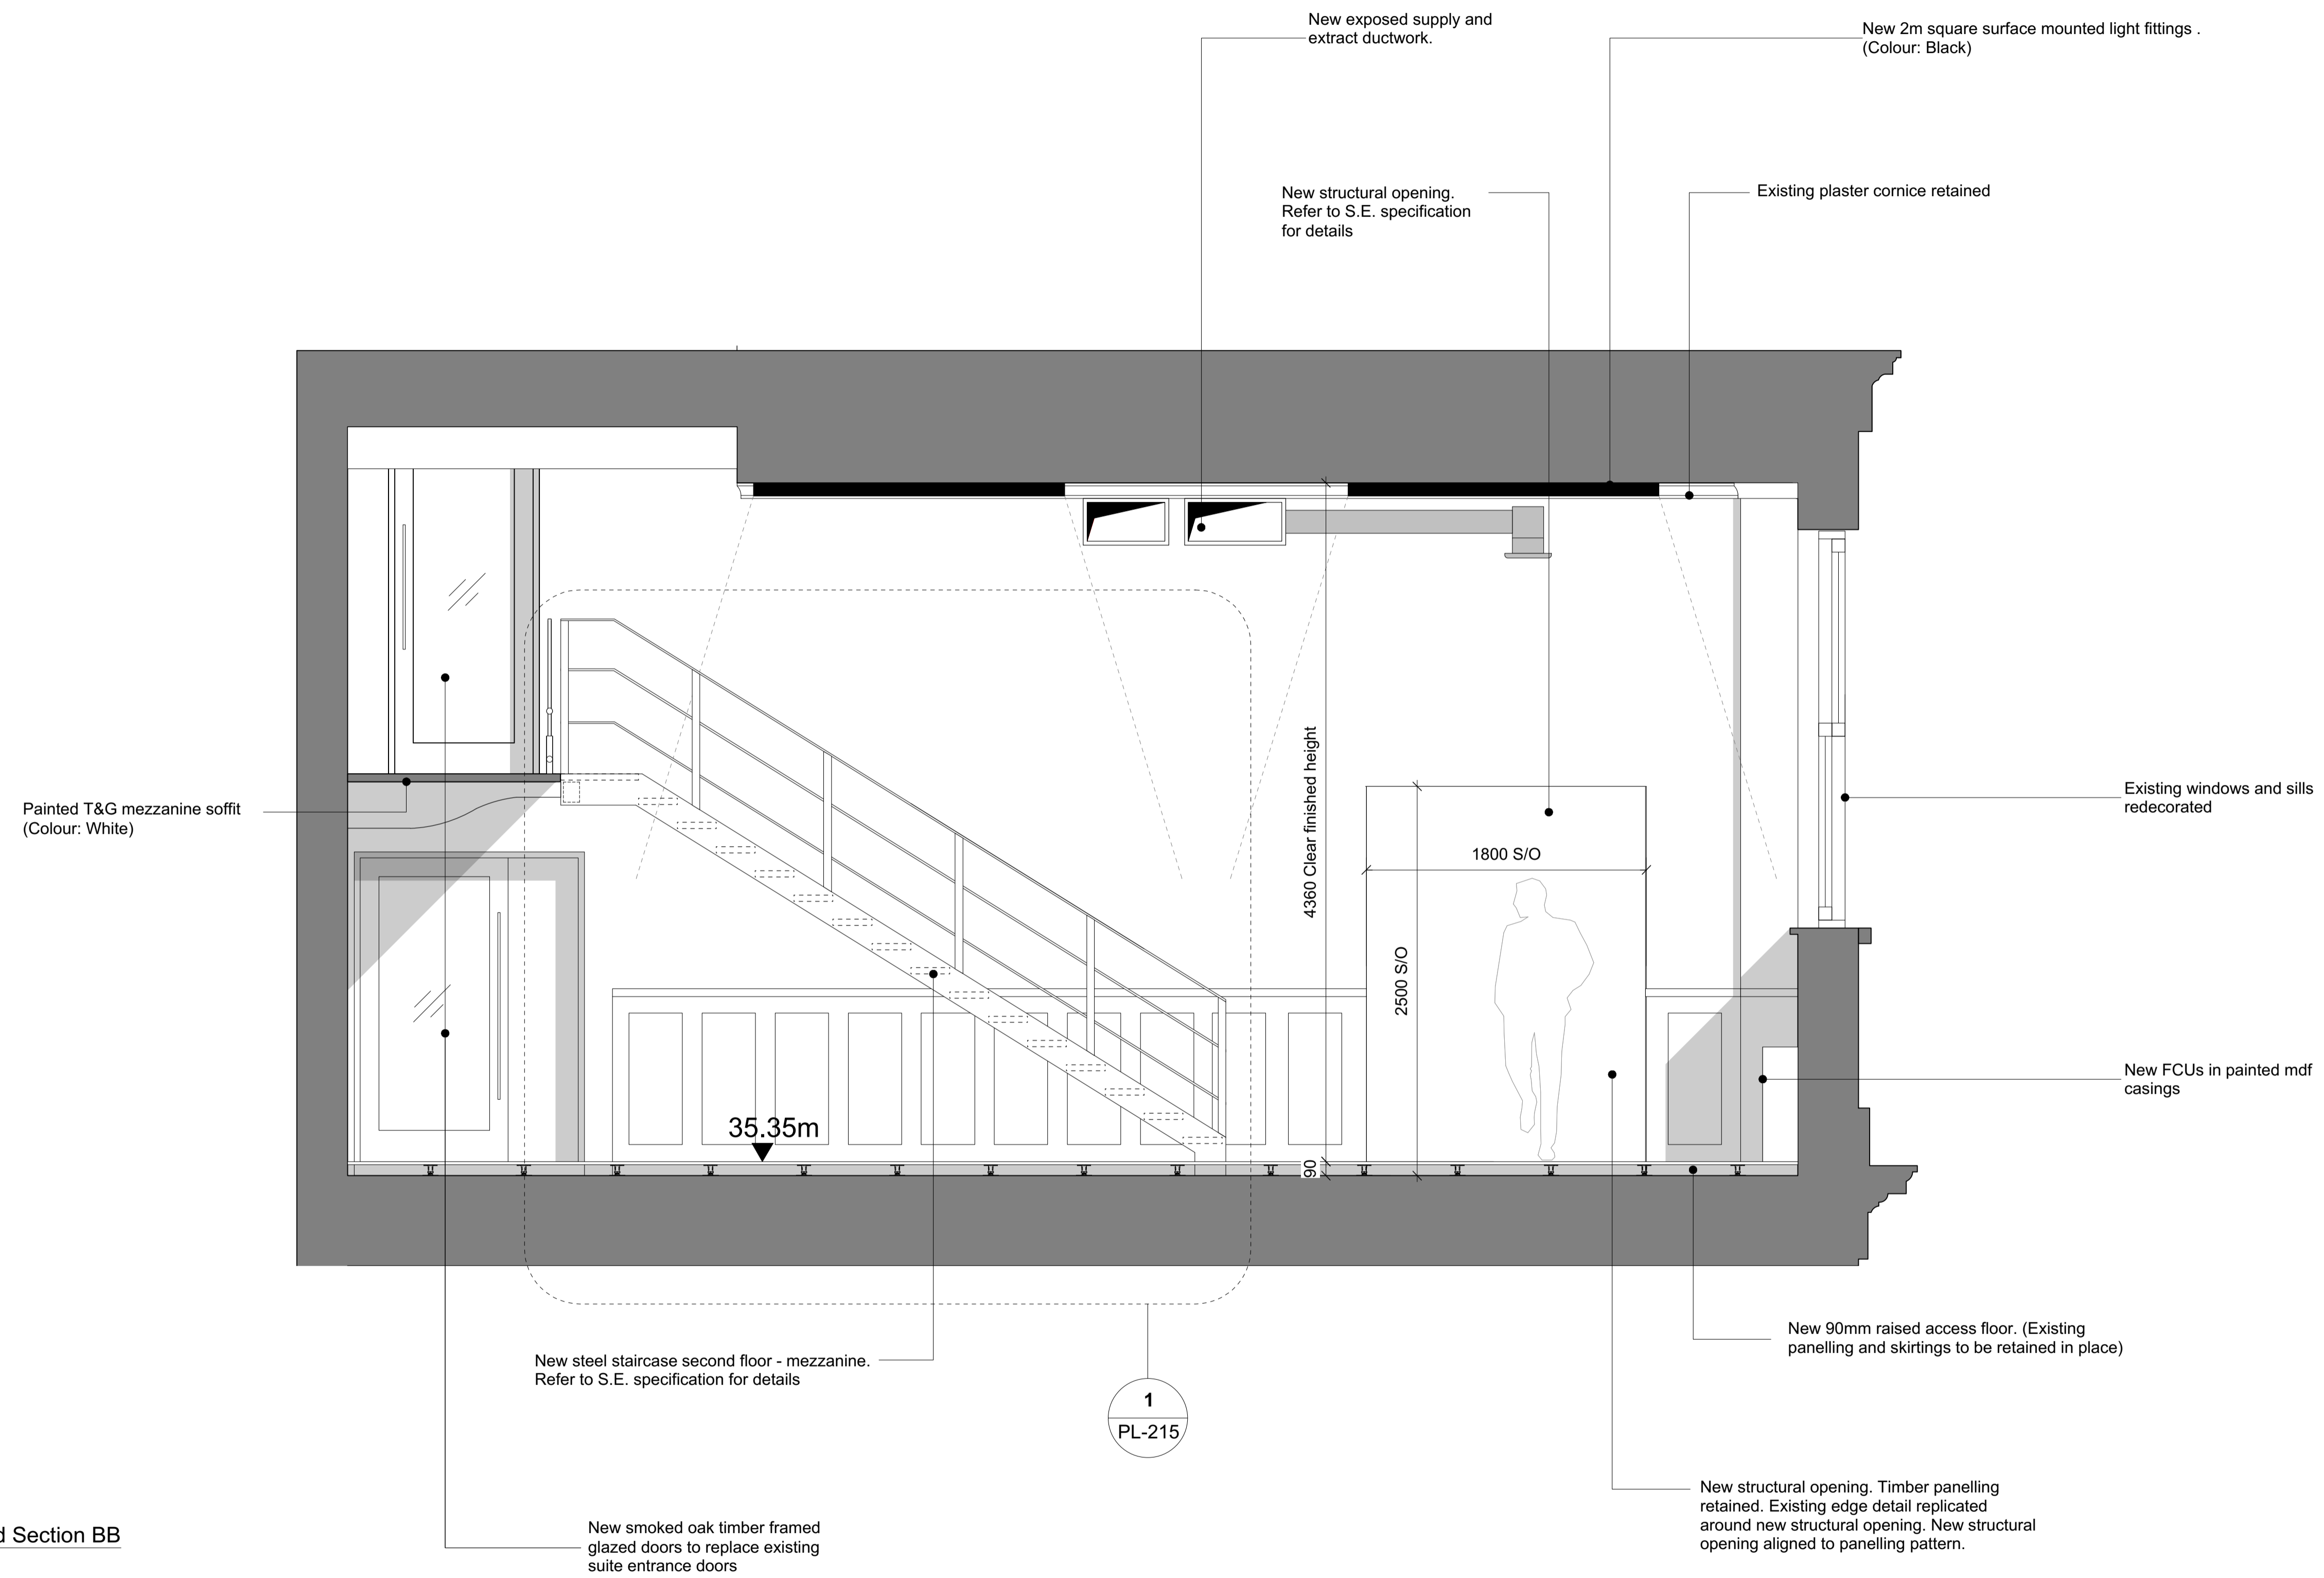 New exposed supply and
extract ductwork.
New 2m square surface mounted light fittings .
(Colour: Black)
New structural opening.
Refer to S.E. specification
for details
Existing plaster cornice retained
4360 Clear finished height
Painted T&G mezzanine soffit
(Colour: White)
Existing windows and sills
redecorated
1800 S/O
2500 S/O
New FCUs in painted mdf
casings
35.35m
90
New 90mm raised access floor. (Existing
panelling and skirtings to be retained in place)
New steel staircase second floor - mezzanine.
Refer to S.E. specification for details
1
PL-215
New structural opening. Timber panelling
retained. Existing edge detail replicated
around new structural opening. New structural
opening aligned to panelling pattern.
New smoked oak timber framed
glazed doors to replace existing
suite entrance doors
Section BB